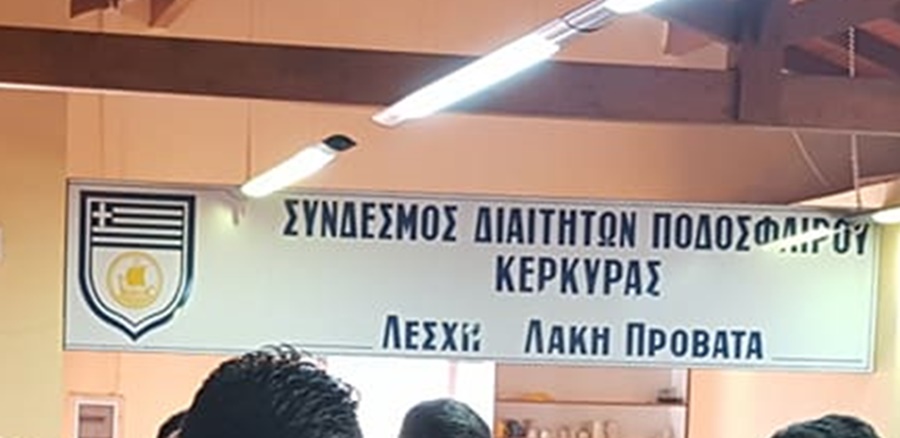 ΣΥΝΔΕΣΜΟΣ ΔΙΑΙΤΗΤΩΝ ΠΟΔΟΣΦΑΙΡΟΥ
ΚΕΡΚΥΡΑΣ
ΛΕΣΧΗ ΛΑΚΗ ΠΡΟΒΑΤΑ